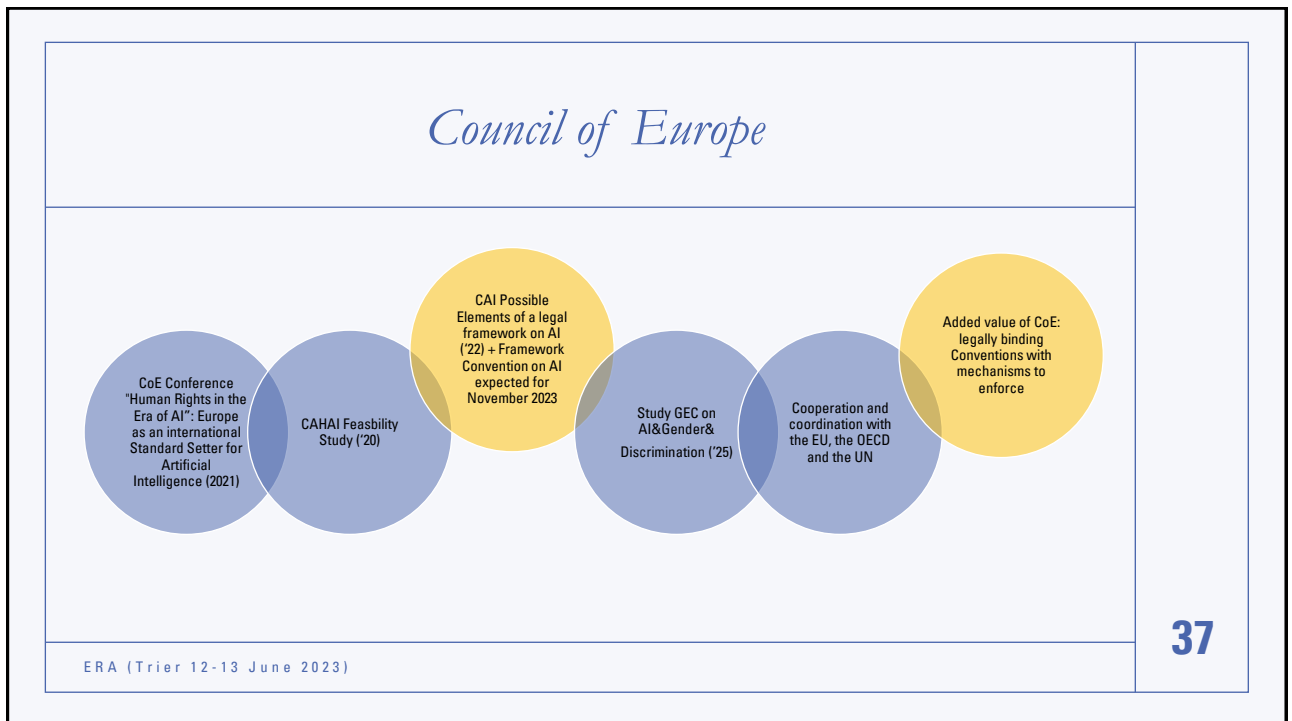 Council of Europe
CoE Conference
"Human Rights in the
Era of AI”: Europe
as an international
Standard Setter for
Artificial
Intelligence (2021)
CAHAI Feasbility
Study (’20)
CAI Possible
Elements of a legal
framework on AI
(’22) + Framework
Convention on AI
expected for
November 2023
Study GEC on
AI&Gender&
Discrimination (’25)
Cooperation and
coordination with
the EU, the OECD
and the UN
Added value of CoE:
legally binding
Conventions with
mechanisms to
enforce
37
ERA (Trier 12-13 June 2023)